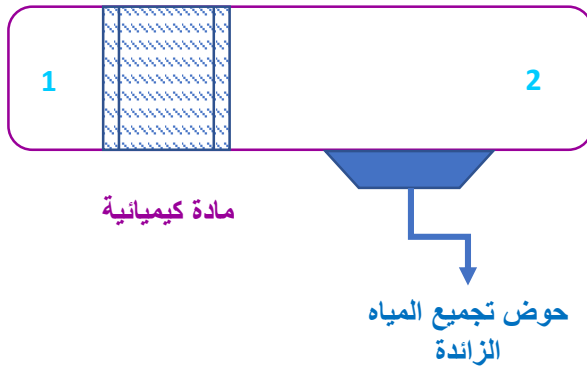 1
2
مادة كيميائية
حوض تجميع المياه
الزائدة